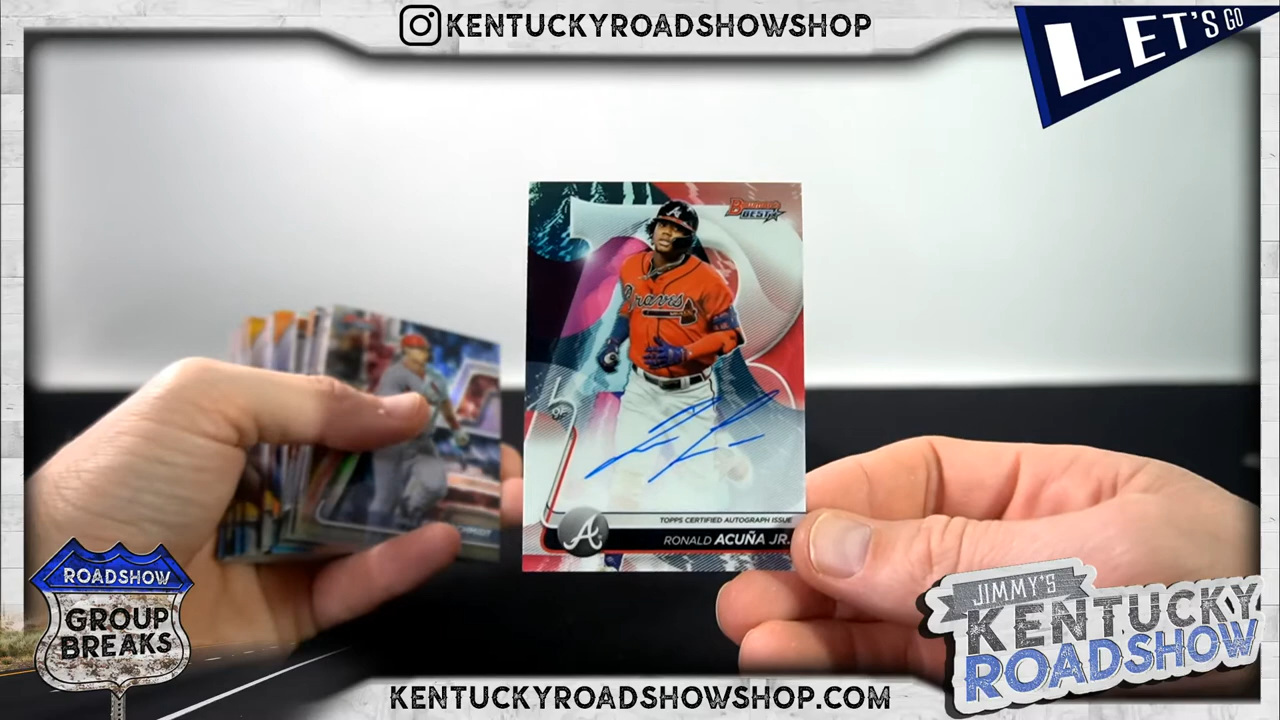 KENTUCKYROADSHOWSHOP
LET'S GO
BOWMAN'S
BEST
Braves
A
OF
TOPPS CERTIFIED AUTOGRAPH ISSUE
A
RONALD ACUÑA JR.
ROADSHOW
GROUP
BREAKS
JIMMY'S
KENTUCKY
ROADSHOW
KENTUCKYROADSHOWSHOP.COM